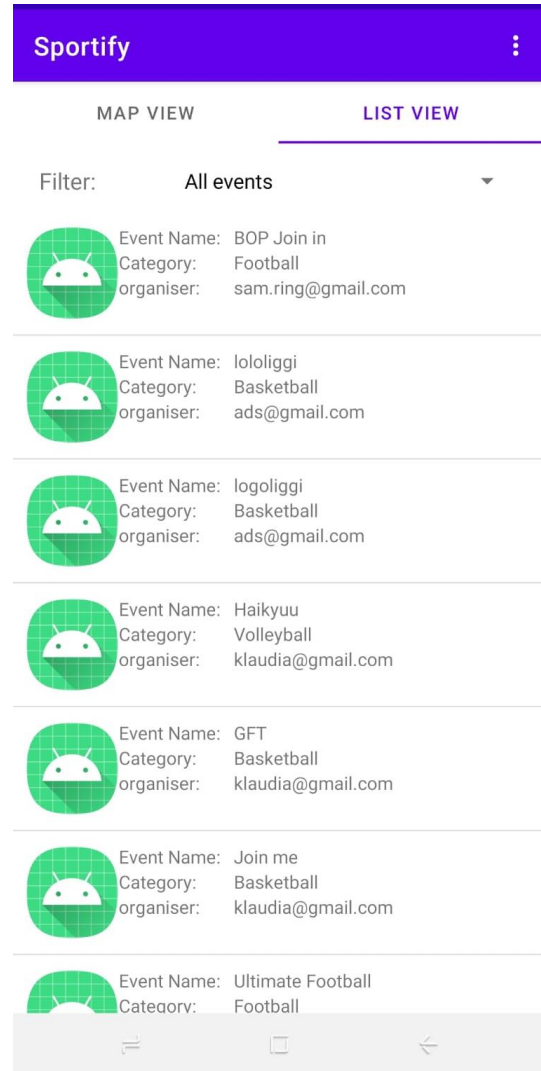 Sportify
MAP VIEW LIST VIEW
Filter: All events
Event Name: BOP Join in
Category: Football
organiser: sam.ring@gmail.com
Event Name: lololiggi
Category: Basketball
organiser: ads@gmail.com
Event Name: logoliggi
Category: Basketball
organiser: ads@gmail.com
Event Name: Haikyuu
Category: Volleyball
organiser: klaudia@gmail.com
Event Name: GFT
Category: Basketball
organiser: klaudia@gmail.com
Event Name: Join me
Category: Basketball
organiser: klaudia@gmail.com
Event Name: Ultimate Football
Category: Football